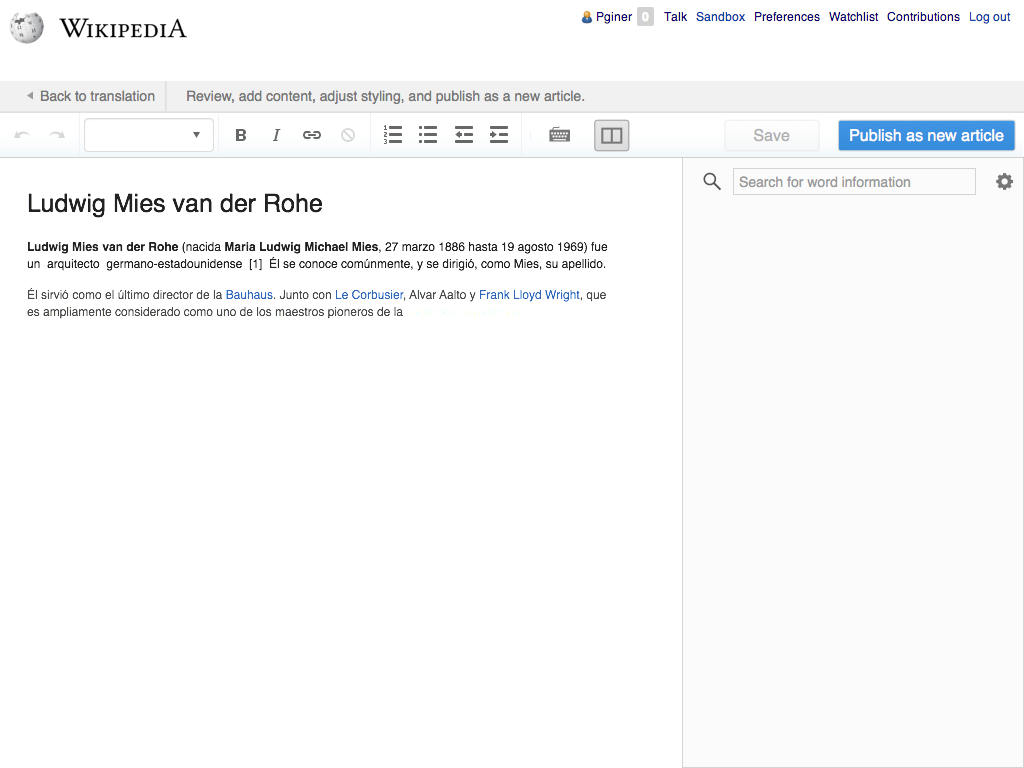 WIKIPEDIA
Pginer 0 Talk Sandbox Preferences Watchlist Contributions Log out
Back to translation
Review, add content, adjust styling, and publish as a new article.
B I
1
2
3
Save
Publish as new article
Search for word information
Ludwig Mies van der Rohe
Ludwig Mies van der Rohe (nacida Maria Ludwig Michael Mies, 27 marzo 1886 hasta 19 agosto 1969) fue
un arquitecto germano-estadounidense [1] Él se conoce comúnmente, y se dirigió, como Mies, su apellido.
Él sirvió como el último director de la Bauhaus. Junto con Le Corbusier, Alvar Aalto y Frank Lloyd Wright, que
es ampliamente considerado como uno de los maestros pioneros de la